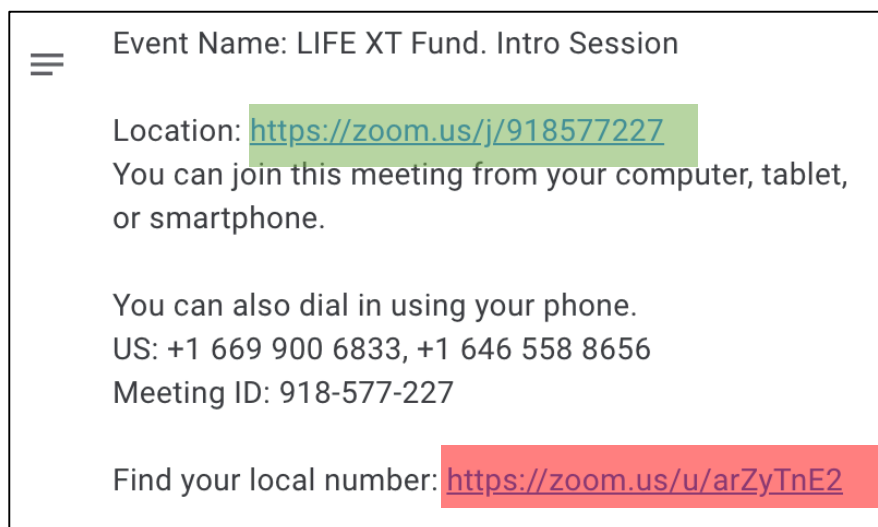 Event Name: LIFE XT Fund. Intro Session
Location: https://zoom.us/j/918577227
You can join this meeting from your computer, tablet,
or smartphone.
You can also dial in using your phone.
US: +1 669 900 6833, +1 646 558 8656
Meeting ID: 918-577-227
Find your local number: https://zoom.us/u/arZyTnE2